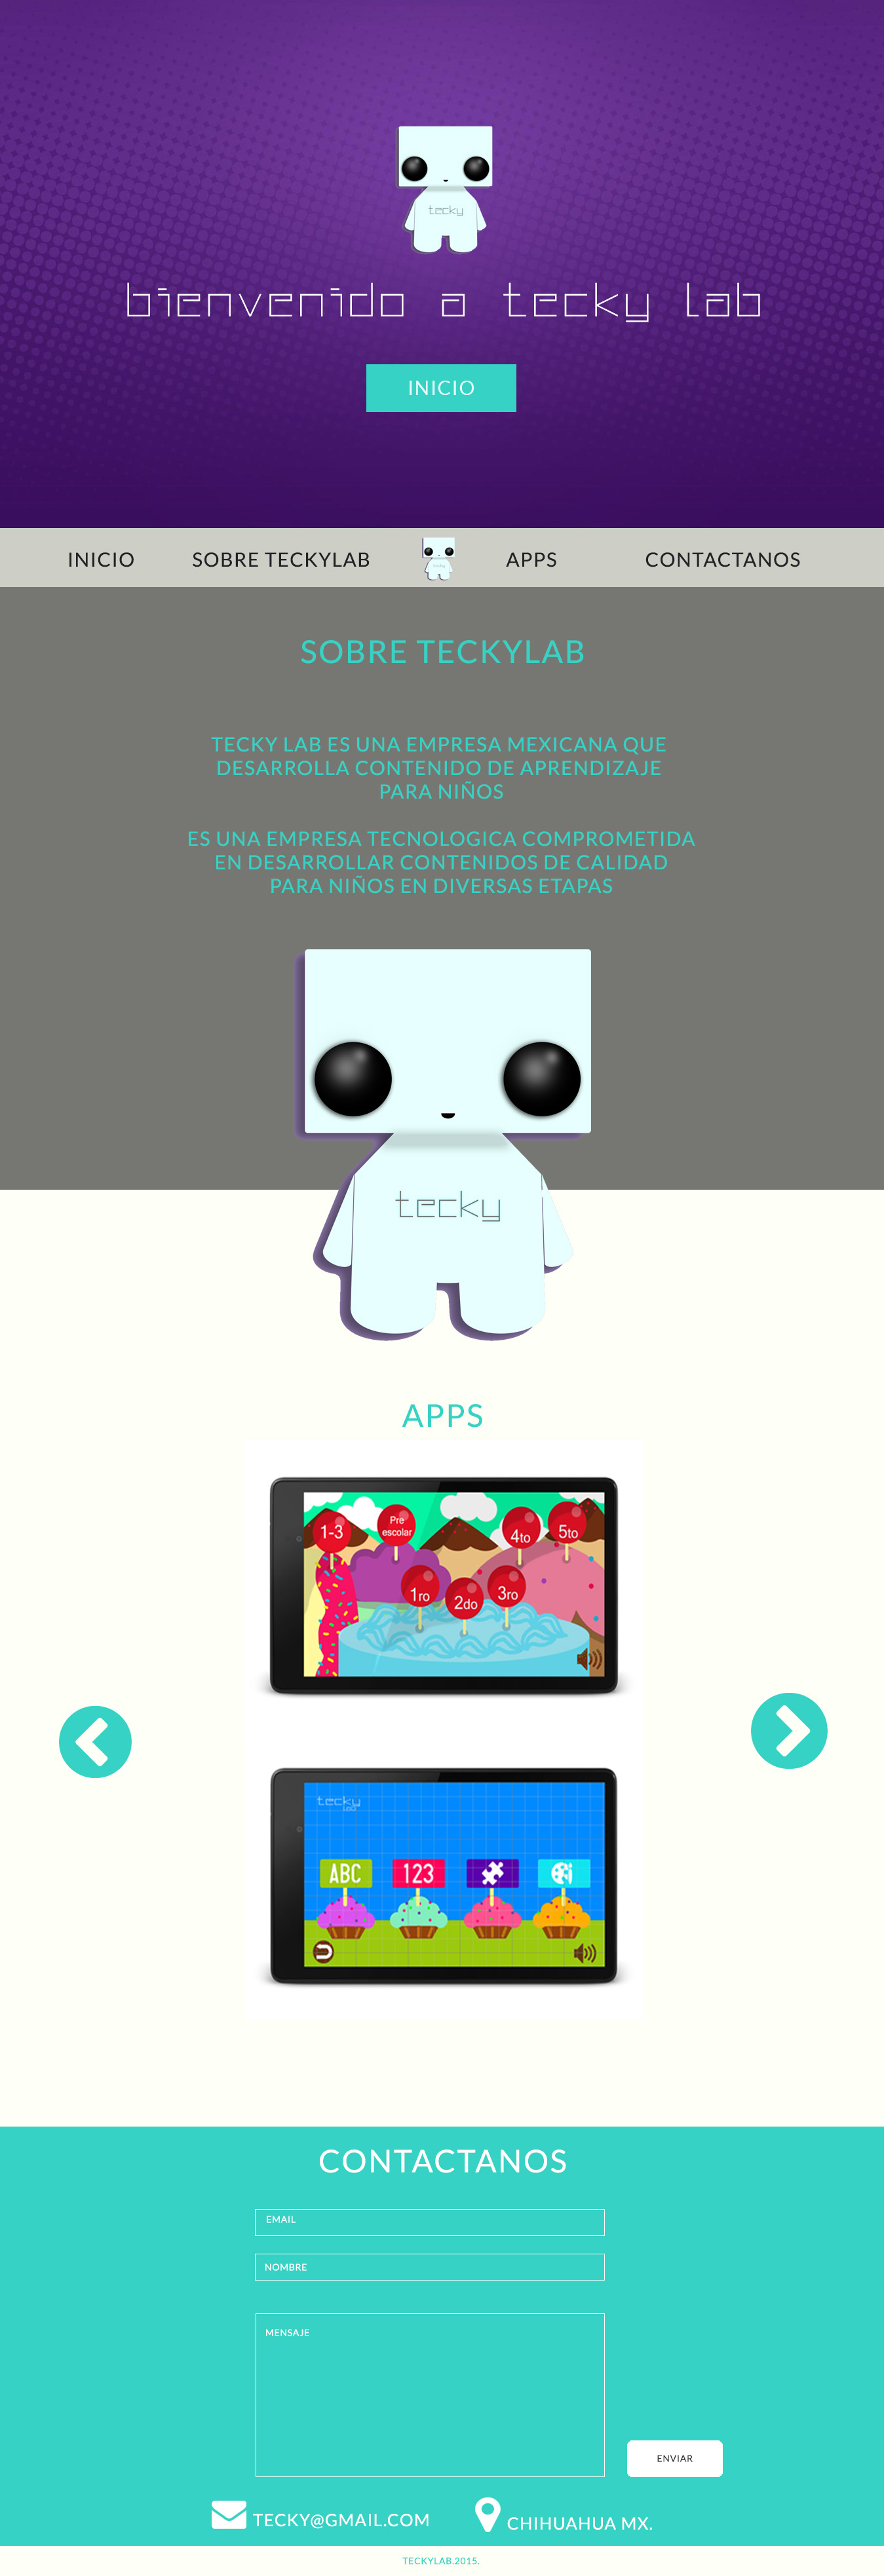 tecky
bienvenido a tecky lab
INICIO
INICIO SOBRE TECKYLAB tecky APPS CONTACTANOS
SOBRE TECKYLAB
TECKY LAB ES UNA EMPRESA MEXICANA QUE
DESARROLLA CONTENIDO DE APRENDIZAJE
PARA NIÑOS
ES UNA EMPRESA TECNOLOGICA COMPROMETIDA
EN DESARROLLAR CONTENIDOS DE CALIDAD
PARA NIÑOS EN DIVERSAS ETAPAS
tecky
APPS
1-3
Pre
escolar
4to
5to
1ro
2do
3ro
tecky
lab
ABC 123
CONTACTANOS
EMAIL
NOMBRE
MENSAJE
ENVIAR
TECKY@GMAIL.COM CHIHUAHUA MX.
TECKYLAB.2015.